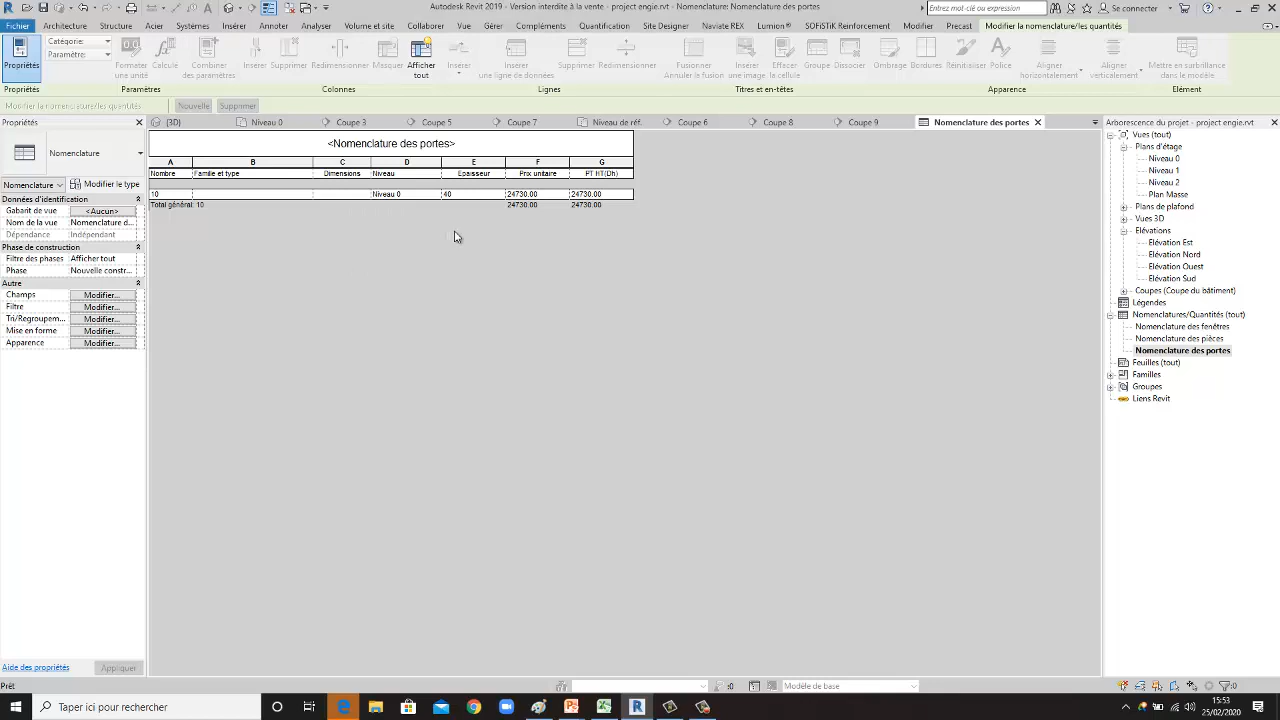 Autodesk Revit 2019 - Version interdite à la vente - project engie.rvt - Nomenclature: Nomenclature des portes
Entrez mot-clé ou expression
Se connecter
Fichier Architecture Structure Acier Systèmes Insérer Annoter Analyser Volume et site Collaborer Vue Gérer Compléments Quantification Site Designer Naviate REX Lumion® SOFiSTiK Reinforcement Modifier Precast Modifier la nomenclature/les quantités
Propriétés
Catégorie:
Paramètre:
Formater une unité
Calculé
Combiner des paramètres
Insérer
Supprimer
Redimensionner
Masquer
Afficher tout
Insérer
Insérer une ligne de données
Supprimer
Redimensionner
Fusionner Annuler la fusion
Insérer une image
Effacer la cellule
Groupe
Dissocier
Ombrage
Bordures
Réinitialiser
Police
Aligner horizontalement
Aligner verticalement
Mettre en surbrillance dans le modèle
Propriétés Paramètres Colonnes Lignes Titres et en-têtes Apparence Elément
Modifier la nomenclature/les quantités
Nouvelle
Supprimer
Propriétés
{3D} Niveau 0 Coupe 3 Coupe 5 Coupe 7 Niveau de réf. Coupe 6 Coupe 8 Coupe 9 Nomenclature des portes
Arborescence du projet - project engie.rvt
Nomenclature
Nomenclature
Modifier le type
Données d'identification
Gabarit de vue <Aucun>
Nom de la vue Nomenclature d...
Dépendance Indépendant
Phase de construction
Filtre des phases Afficher tout
Phase Nouvelle constr...
Autre
Champs Modifier...
Filtre Modifier...
Tri/Regroupem... Modifier...
Mise en forme Modifier...
Apparence Modifier...
Aide des propriétés
Appliquer
<Nomenclature des portes>
A B C D E F G
Nombre Famille et type Dimensions Niveau Epaisseur Prix unitaire PT HT(Dh)
10 Niveau 0 40 24730.00 24730.00
Total général: 10 24730.00 24730.00
Vues (tout)
Plans d'étage
Niveau 0
Niveau 1
Niveau 2
Plan Masse
Plans de plafond
Vues 3D
Elévations
Elévation Est
Elévation Nord
Elévation Ouest
Elévation Sud
Coupes (Coupe du bâtiment)
Légendes
Nomenclatures/Quantités (tout)
Nomenclature des fenêtres
Nomenclature des pièces
Nomenclature des portes
Feuilles (tout)
Familles
Groupes
Liens Revit
Prêt
:0
Modèle de base
:0
Taper ici pour rechercher
15:53
25/02/2020